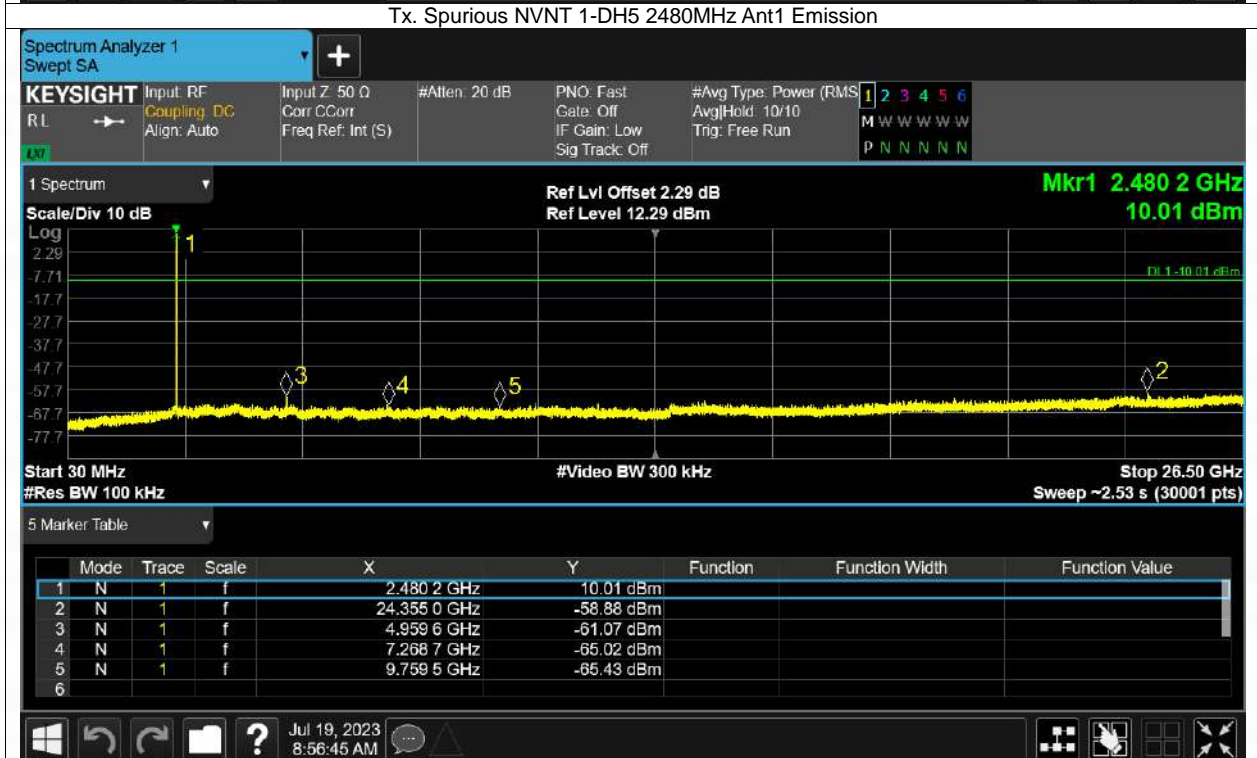 Tx. Spurious NVNT 1-DH5 2480MHz Ant1 Emission
Spectrum Analyzer 1
Swept SA
+
KEYSIGHT Input: RF Input Z: 50 Ω #Atten: 20 dB PNO: Fast #Avg Type: Power (RMS 1 2 3 4 5 6
RL Coupling: DC Corr CCorr Gate: Off Avg|Hold: 10/10 M W W W W W
Align: Auto Freq Ref: Int (S) IF Gain: Low Trig: Free Run
LXI Sig Track: Off P N N N N N
1 Spectrum Ref Lvl Offset 2.29 dB Mkr1 2.480 2 GHz
Scale/Div 10 dB Ref Level 12.29 dBm 10.01 dBm
Log
1
2.29
-7.71 DL1 -10.01 dBm
-17.7
-27.7
-37.7
-47.7
3 4 5 2
-57.7
-67.7
-77.7
Start 30 MHz #Video BW 300 kHz Stop 26.50 GHz
#Res BW 100 kHz Sweep ~2.53 s (30001 pts)
5 Marker Table
Mode Trace Scale X Y Function Function Width Function Value
1 N 1 f 2.480 2 GHz 10.01 dBm
2 N 1 f 24.355 0 GHz -58.88 dBm
3 N 1 f 4.959 6 GHz -61.07 dBm
4 N 1 f 7.268 7 GHz -65.02 dBm
5 N 1 f 9.759 5 GHz -65.43 dBm
6
? Jul 19, 2023
8:56:45 AM